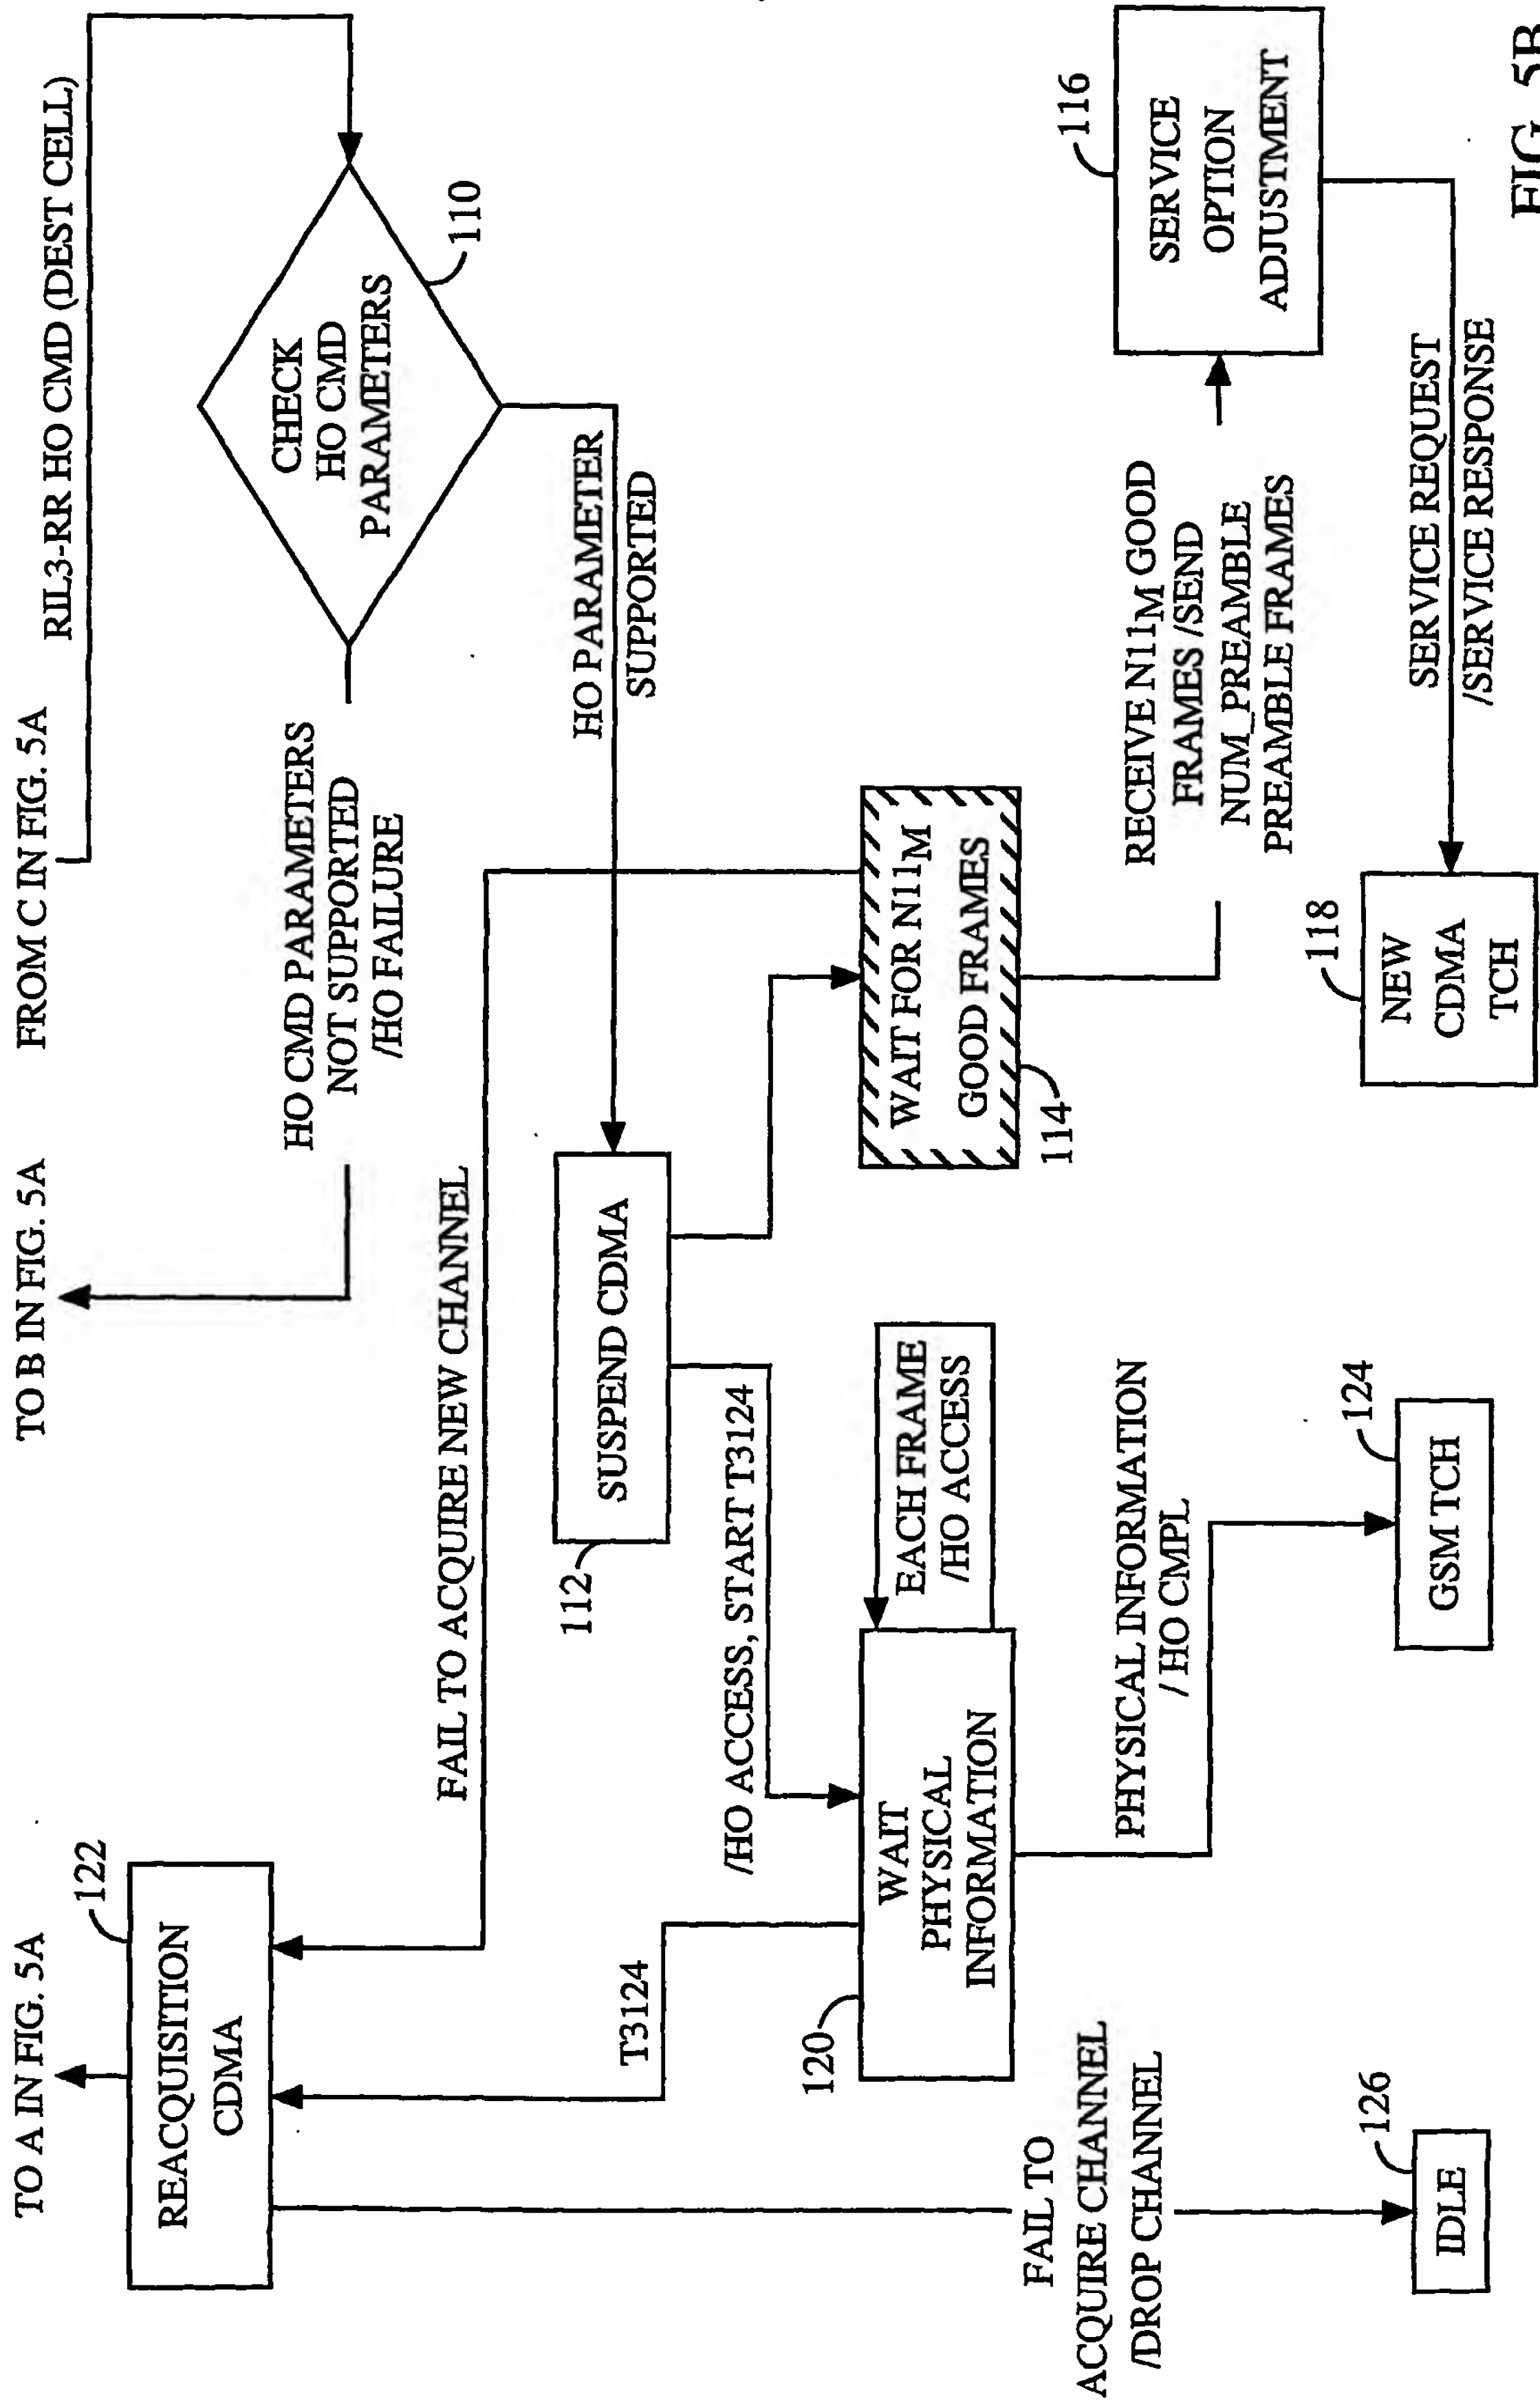 TO A IN FIG. 5A
TO B IN FIG. 5A
FROM C IN FIG. 5A
RIL3-RR HO CMD (DEST CELL)
122
REACQUISITION
CDMA
HO CMD PARAMETERS
NOT SUPPORTED
/HO FAILURE
CHECK
HO CMD
PARAMETERS
110
FAIL TO ACQUIRE NEW CHANNEL
HO PARAMETER
SUPPORTED
SUSPEND CDMA
112
T3124
/HO ACCESS, START T3124
WAIT
PHYSICAL
INFORMATION
120
EACH FRAME
/HO ACCESS
WAIT FOR N11M
GOOD FRAMES
114
FAIL TO
ACQUIRE CHANNEL
/DROP CHANNEL
PHYSICAL INFORMATION
/ HO CMPL
RECEIVE N11M GOOD
FRAMES /SEND
NUM_PREAMBLE
PREAMBLE FRAMES
116
SERVICE
OPTION
ADJUSTMENT
126
IDLE
124
GSM TCH
118
NEW
CDMA
TCH
SERVICE REQUEST
/SERVICE RESPONSE
FIG. 5B